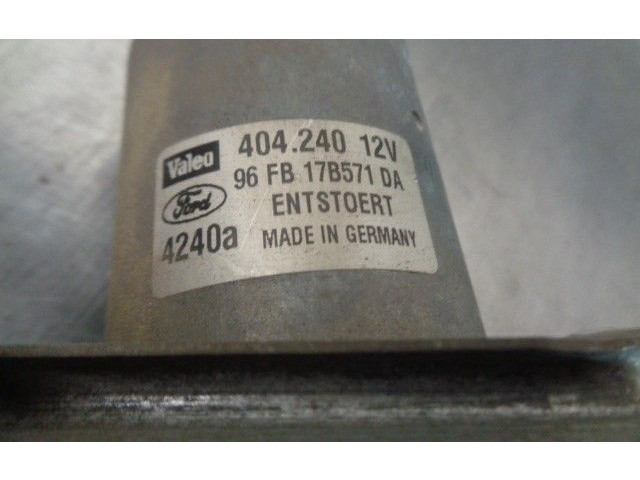 Valeo 404.240 12V
Ford 96 FB 17B571 DA
ENTSTOERT
4240a MADE IN GERMANY